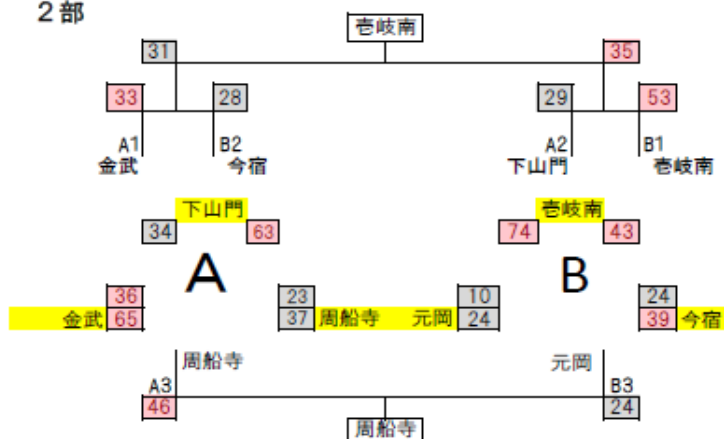 2部
壱岐南
31 35
33 28 29 53
A1 B2 A2 B1
金武 今宿 下山門 壱岐南
下山門 壱岐南
34 63 74 43
A B
36 23 10 24
金武 65 37 周船寺 元岡 24 39 今宿
周船寺 元岡
A3 B3
46 24
周船寺